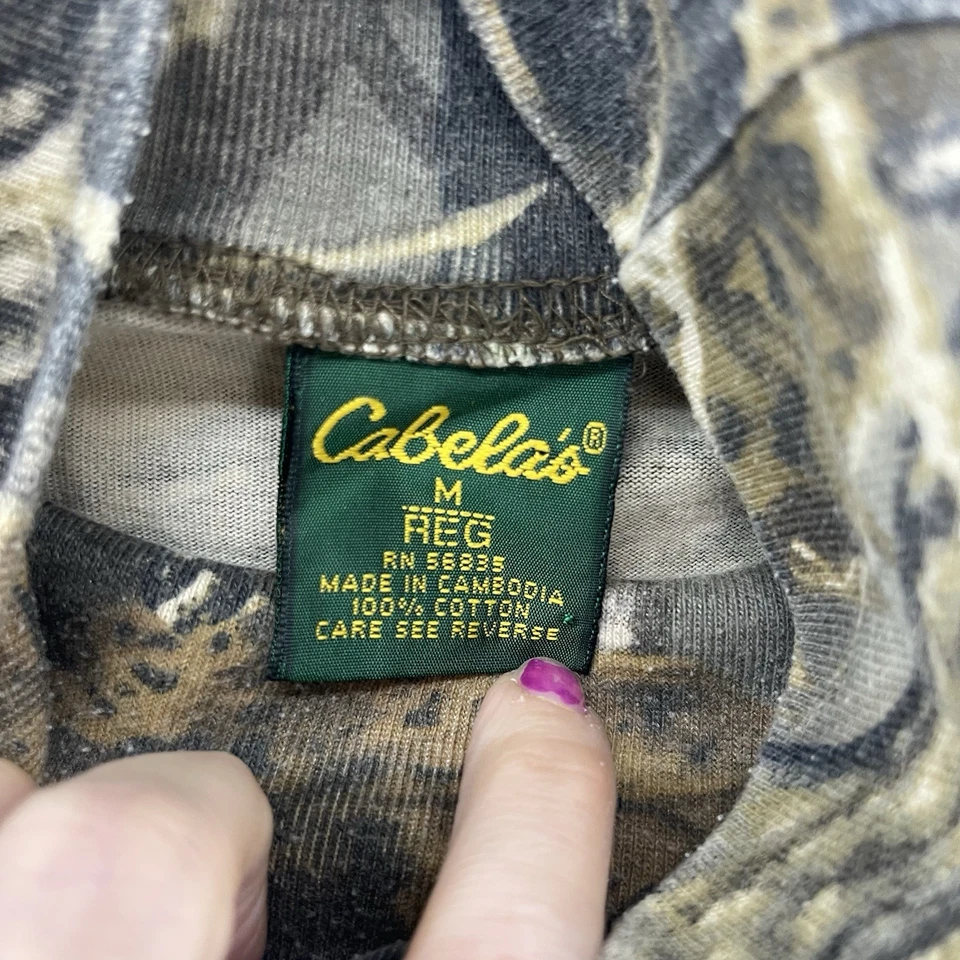 Cabela's®
M
REG
RN 56835
MADE IN CAMBODIA
100% COTTON
CARE SEE REVERSE